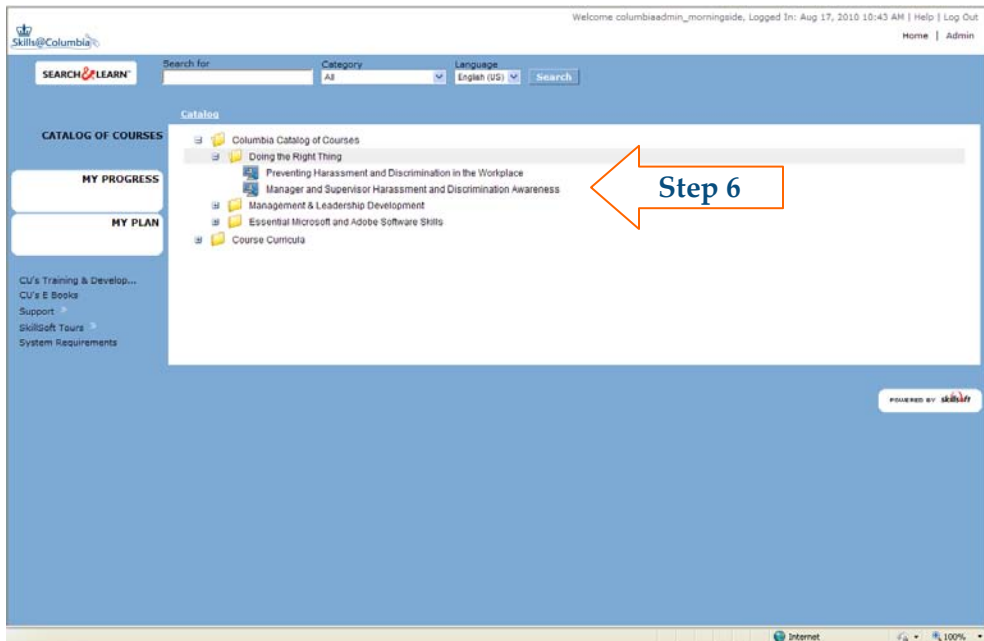 Welcome columbiaadmin_morningside, Logged In: Aug 17, 2010 10:43 AM | Help | Log Out
Skills@Columbia
Home | Admin
SEARCH & LEARN™
Search for
Category
Language
All
English (US)
Search
Catalog
CATALOG OF COURSES
Columbia Catalog of Courses
Doing the Right Thing
Preventing Harassment and Discrimination in the Workplace
Manager and Supervisor Harassment and Discrimination Awareness
Step 6
MY PROGRESS
Management & Leadership Development
MY PLAN
Essential Microsoft and Adobe Software Skills
Course Curricula
CU's Training & Develop...
CU's E Books
Support
SkillSoft Tours
System Requirements
POWERED BY skillsoft
Internet
100%